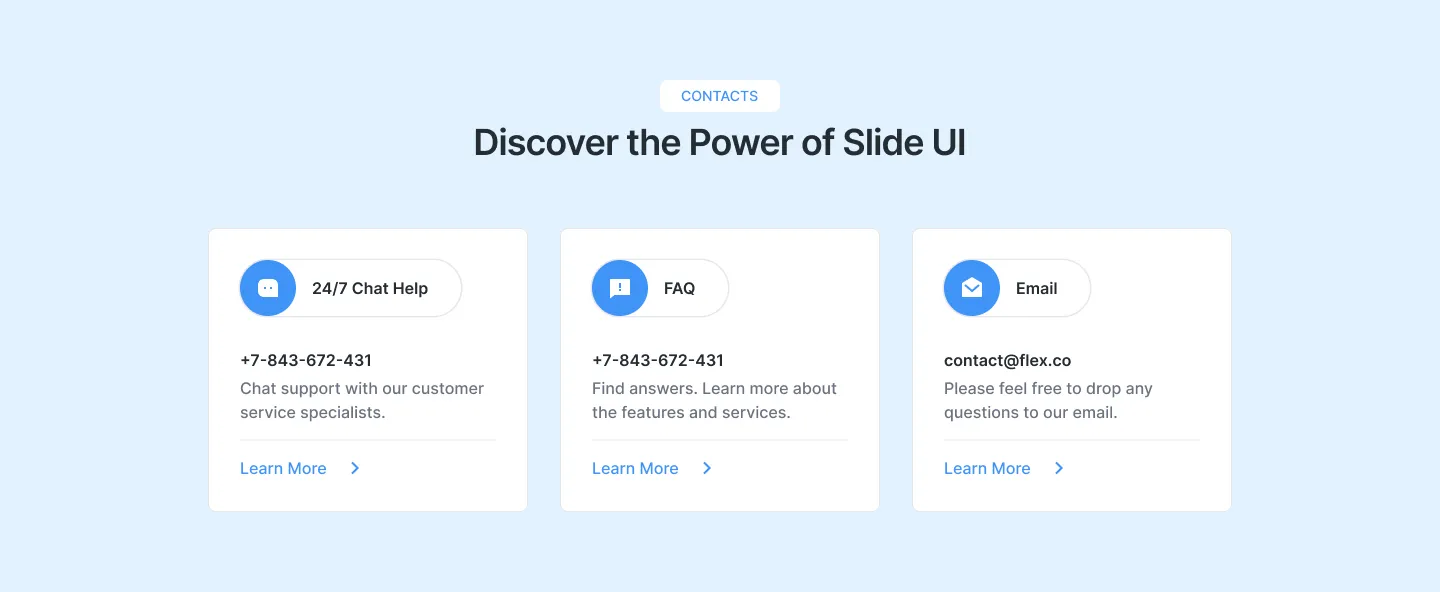 CONTACTS
Discover the Power of Slide UI
24/7 Chat Help
+7-843-672-431
Chat support with our customer
service specialists.
Learn More
FAQ
+7-843-672-431
Find answers. Learn more about
the features and services.
Learn More
Email
contact@flex.co
Please feel free to drop any
questions to our email.
Learn More